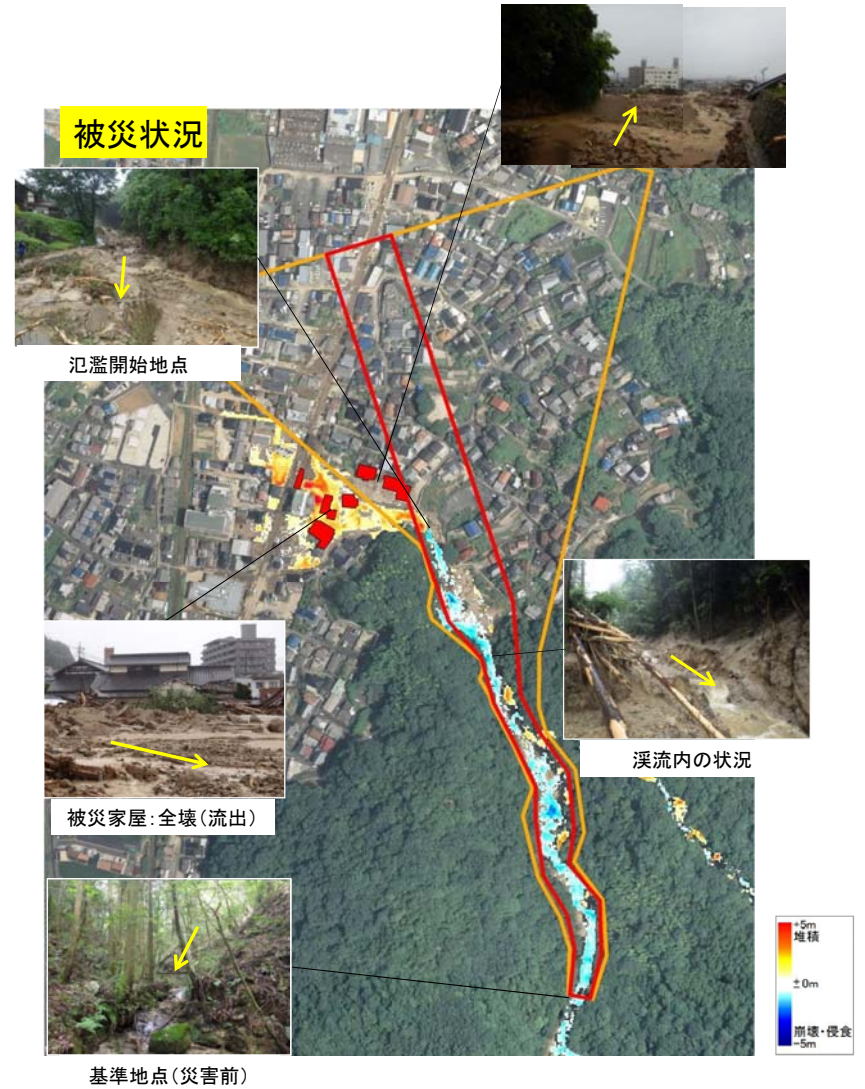 被災状況
氾濫開始地点
渓流内の状況
被災家屋:全壊(流出)
基準地点(災害前)
+5m
堆積
±0m
崩壊・侵食
-5m